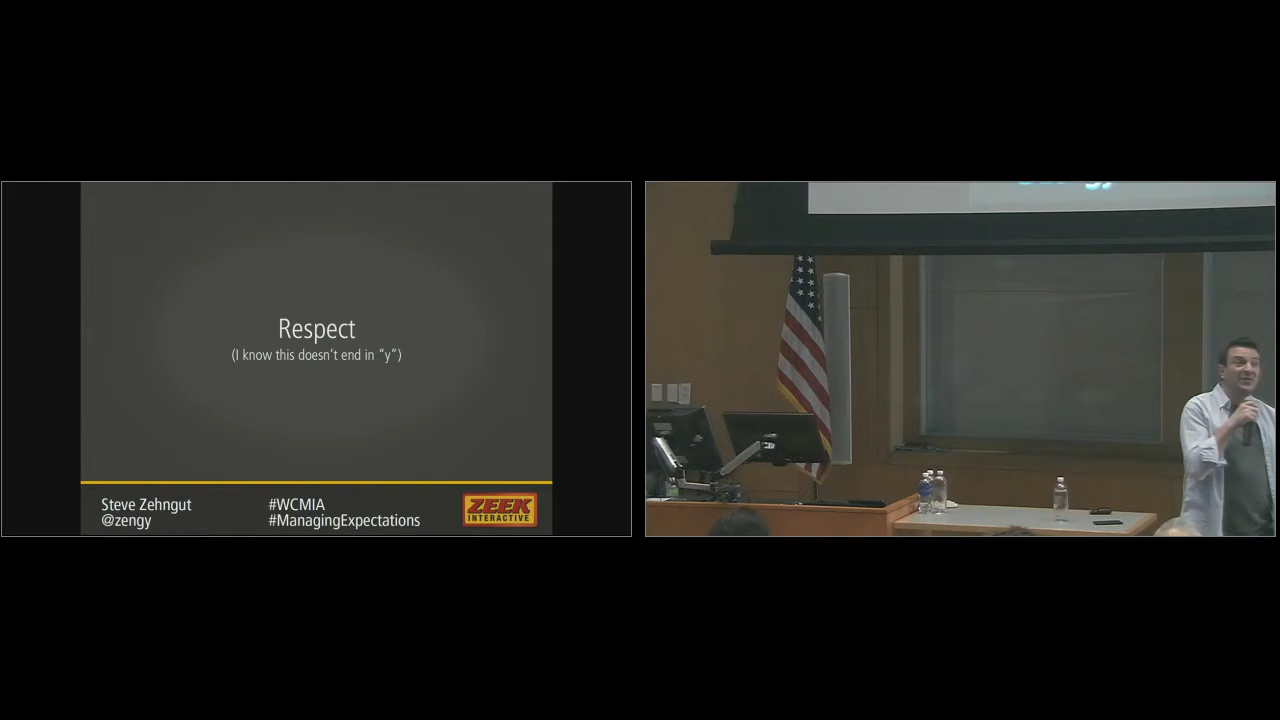 Respect
(I know this doesn't end in “y”)
Steve Zehngut
@zengy
#WCMIA
#ManagingExpectations
ZEEK
INTERACTIVE